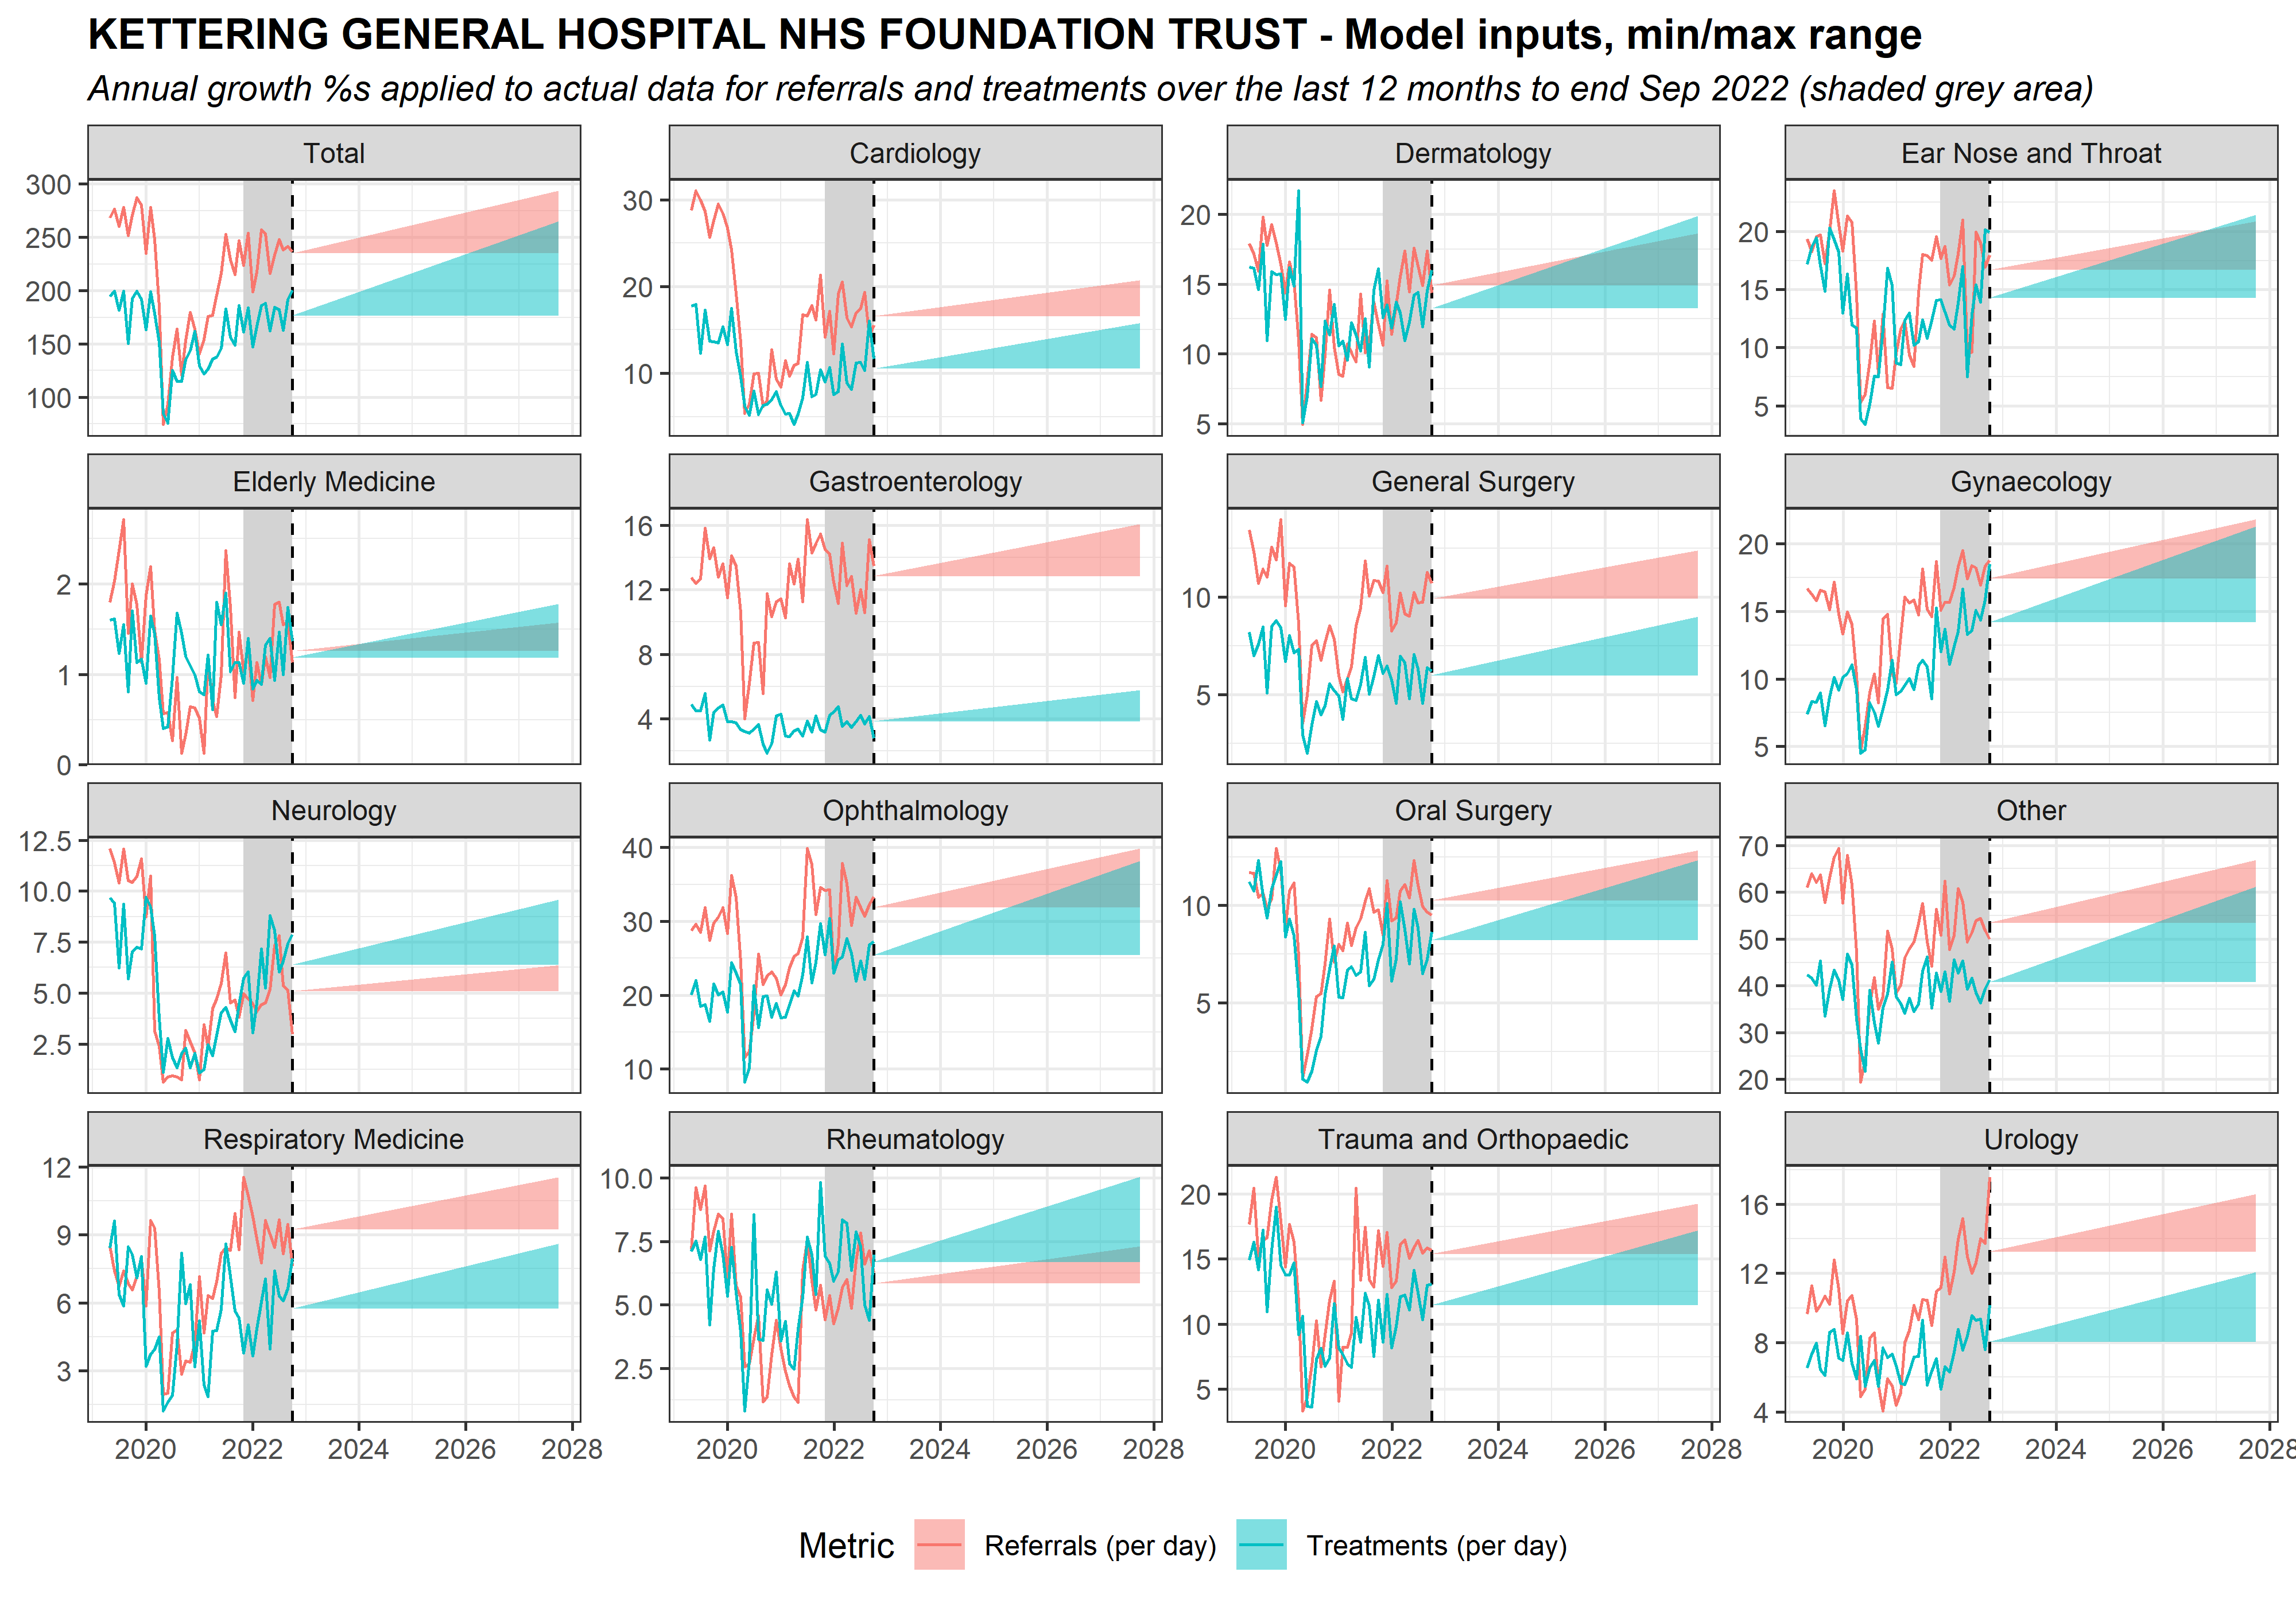 KETTERING GENERAL HOSPITAL NHS FOUNDATION TRUST - Model inputs, min/max range
Annual growth %s applied to actual data for referrals and treatments over the last 12 months to end Sep 2022 (shaded grey area)
Total
Cardiology
Dermatology
Ear Nose and Throat
300
250
200
150
100
30
20
10
20
15
10
5
20
15
10
5
Elderly Medicine
Gastroenterology
General Surgery
Gynaecology
2
1
0
16
12
8
4
10
5
20
15
10
5
Neurology
Ophthalmology
Oral Surgery
Other
12.5
10.0
7.5
5.0
2.5
40
30
20
10
10
5
70
60
50
40
30
20
Respiratory Medicine
Rheumatology
Trauma and Orthopaedic
Urology
12
9
6
3
10.0
7.5
5.0
2.5
20
15
10
5
16
12
8
4
2020 2022 2024 2026 2028
2020 2022 2024 2026 2028
2020 2022 2024 2026 2028
2020 2022 2024 2026 2028
Metric Referrals (per day) Treatments (per day)